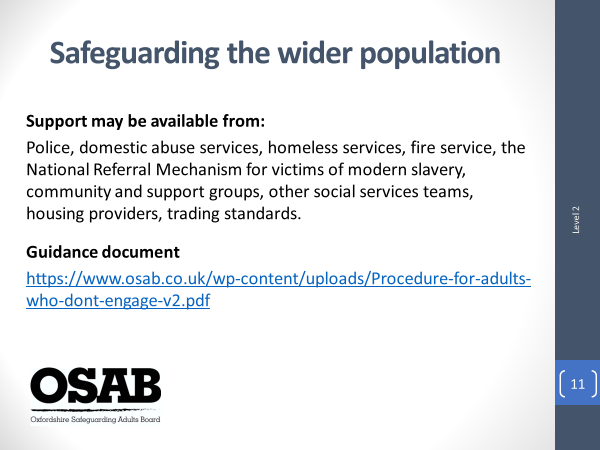 Safeguarding the wider population
Support may be available from:
Police, domestic abuse services, homeless services, fire service, the
National Referral Mechanism for victims of modern slavery,
community and support groups, other social services teams,
housing providers, trading standards.
Guidance document
https://www.osab.co.uk/wp-content/uploads/Procedure-for-adults-
who-dont-engage-v2.pdf
Level 2
11
OSAB
Oxfordshire Safeguarding Adults Board